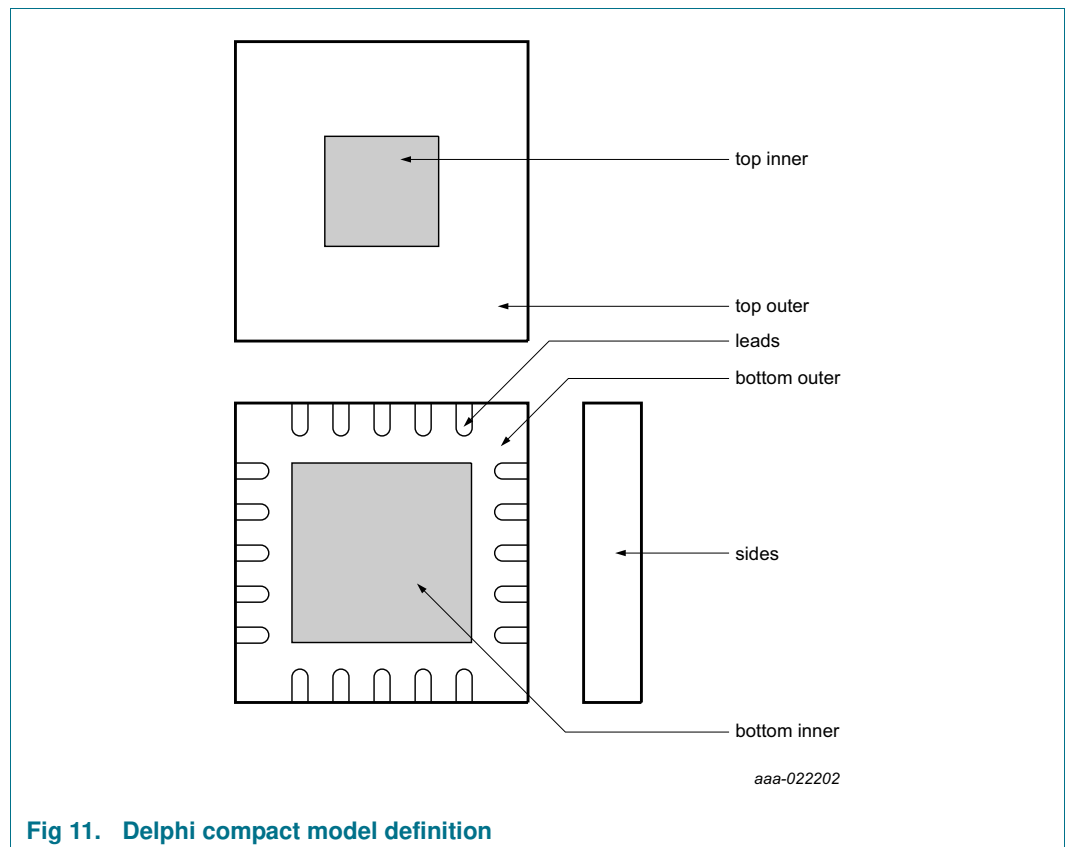 top inner
top outer
leads
bottom outer
sides
bottom inner
aaa-022202
Fig 11. Delphi compact model definition